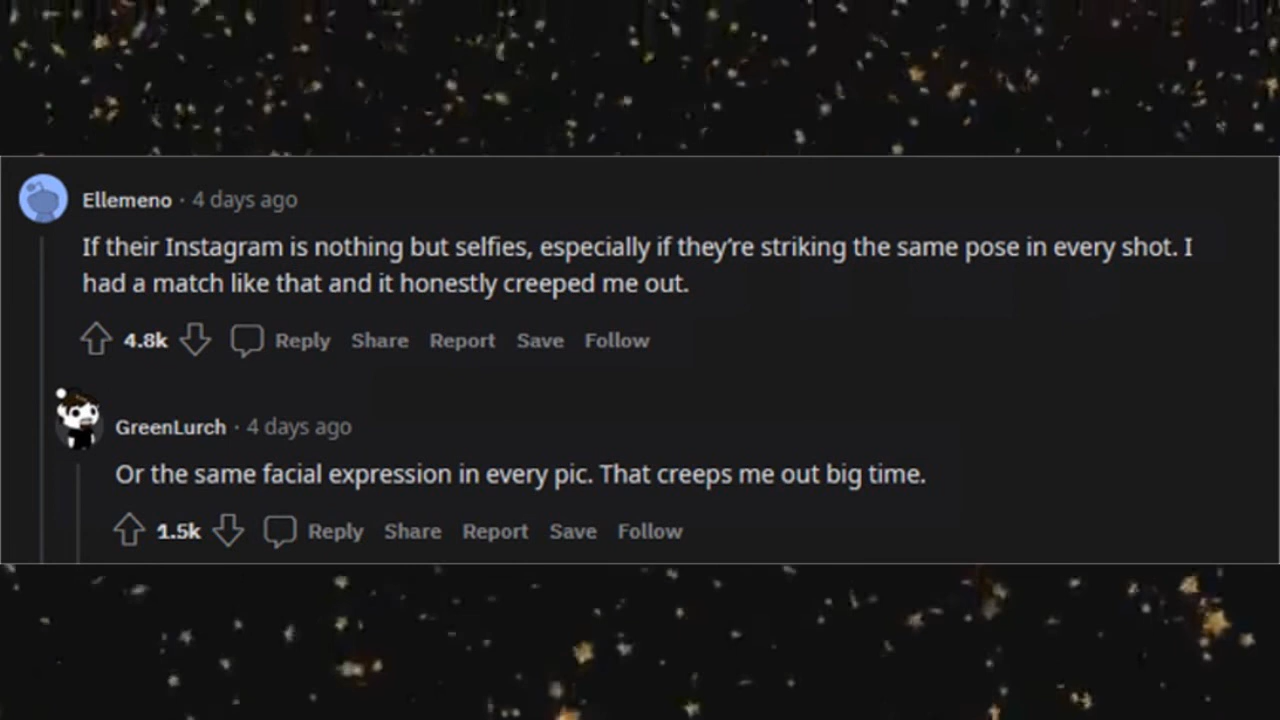 Ellemeno · 4 days ago
If their Instagram is nothing but selfies, especially if they're striking the same pose in every shot. I
had a match like that and it honestly creeped me out.
4.8k Reply Share Report Save Follow
GreenLurch · 4 days ago
Or the same facial expression in every pic. That creeps me out big time.
1.5k Reply Share Report Save Follow